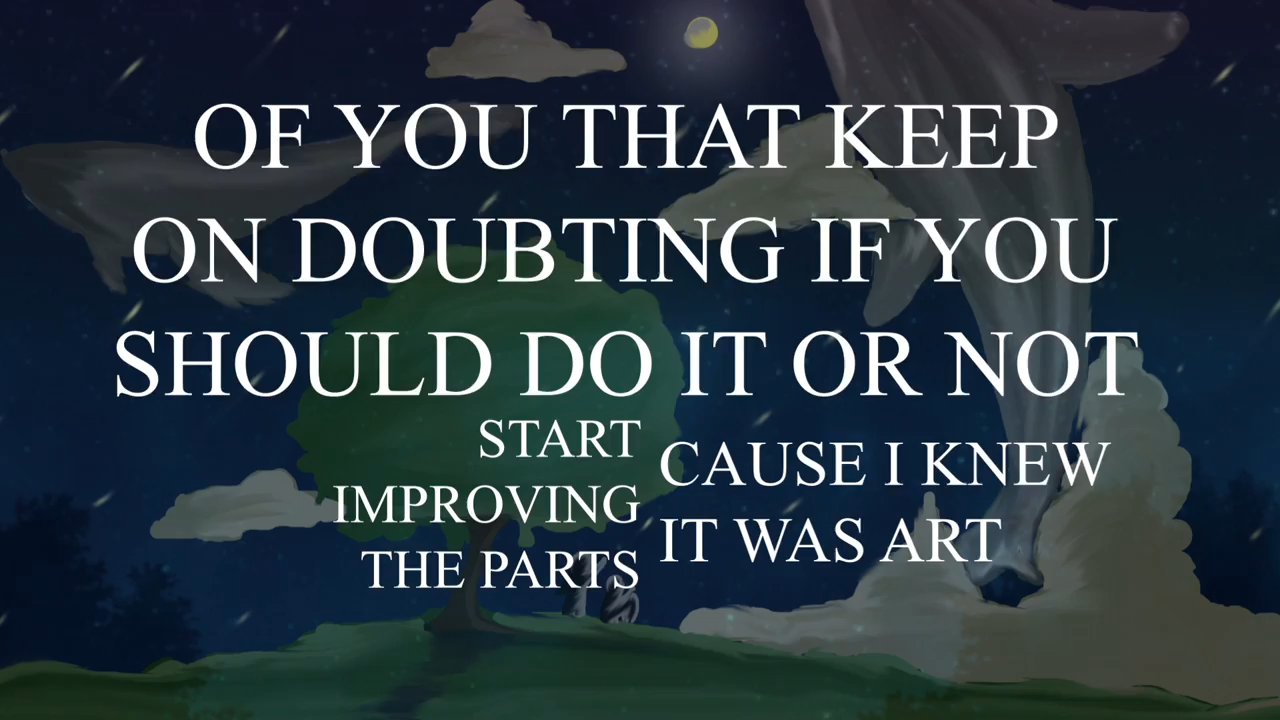 OF YOU THAT KEEP
ON DOUBTING IF YOU
SHOULD DO IT OR NOT
START
IMPROVING
THE PARTS
CAUSE I KNEW
IT WAS ART